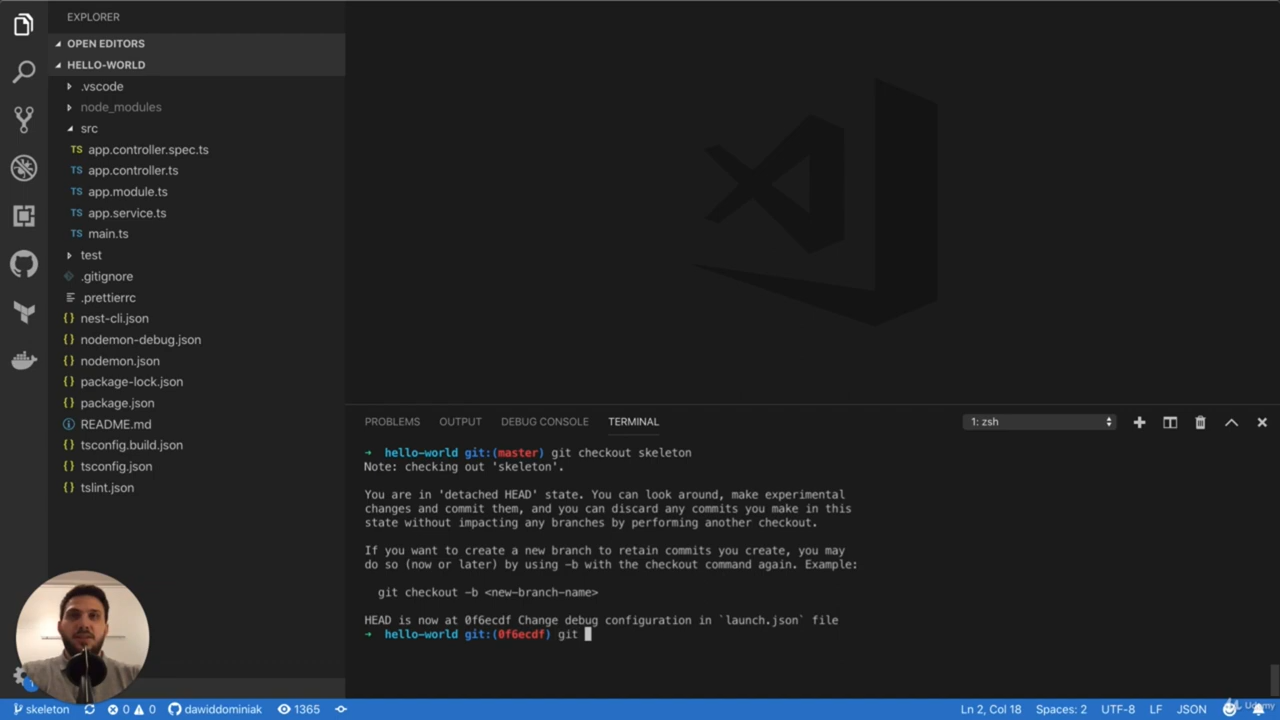 EXPLORER
OPEN EDITORS
HELLO-WORLD
.vscode
node_modules
src
TS app.controller.spec.ts
TS app.controller.ts
TS app.module.ts
TS app.service.ts
TS main.ts
test
.gitignore
.prettierrc
{} nest-cli.json
{} nodemon-debug.json
{} nodemon.json
{} package-lock.json
{} package.json
README.md
{} tsconfig.build.json
{} tsconfig.json
{} tslint.json
PROBLEMS OUTPUT DEBUG CONSOLE TERMINAL 1: zsh
➜ hello-world git:(master) git checkout skeleton
Note: checking out 'skeleton'.
You are in 'detached HEAD' state. You can look around, make experimental
changes and commit them, and you can discard any commits you make in this
state without impacting any branches by performing another checkout.
If you want to create a new branch to retain commits you create, you may
do so (now or later) by using -b with the checkout command again. Example:
git checkout -b <new-branch-name>
HEAD is now at 0f6ecdf Change debug configuration in `launch.json` file
➜ hello-world git:(0f6ecdf) git
skeleton 0 0 dawiddominiak 1365 Ln 2, Col 18 Spaces: 2 UTF-8 LF JSON
Udemy